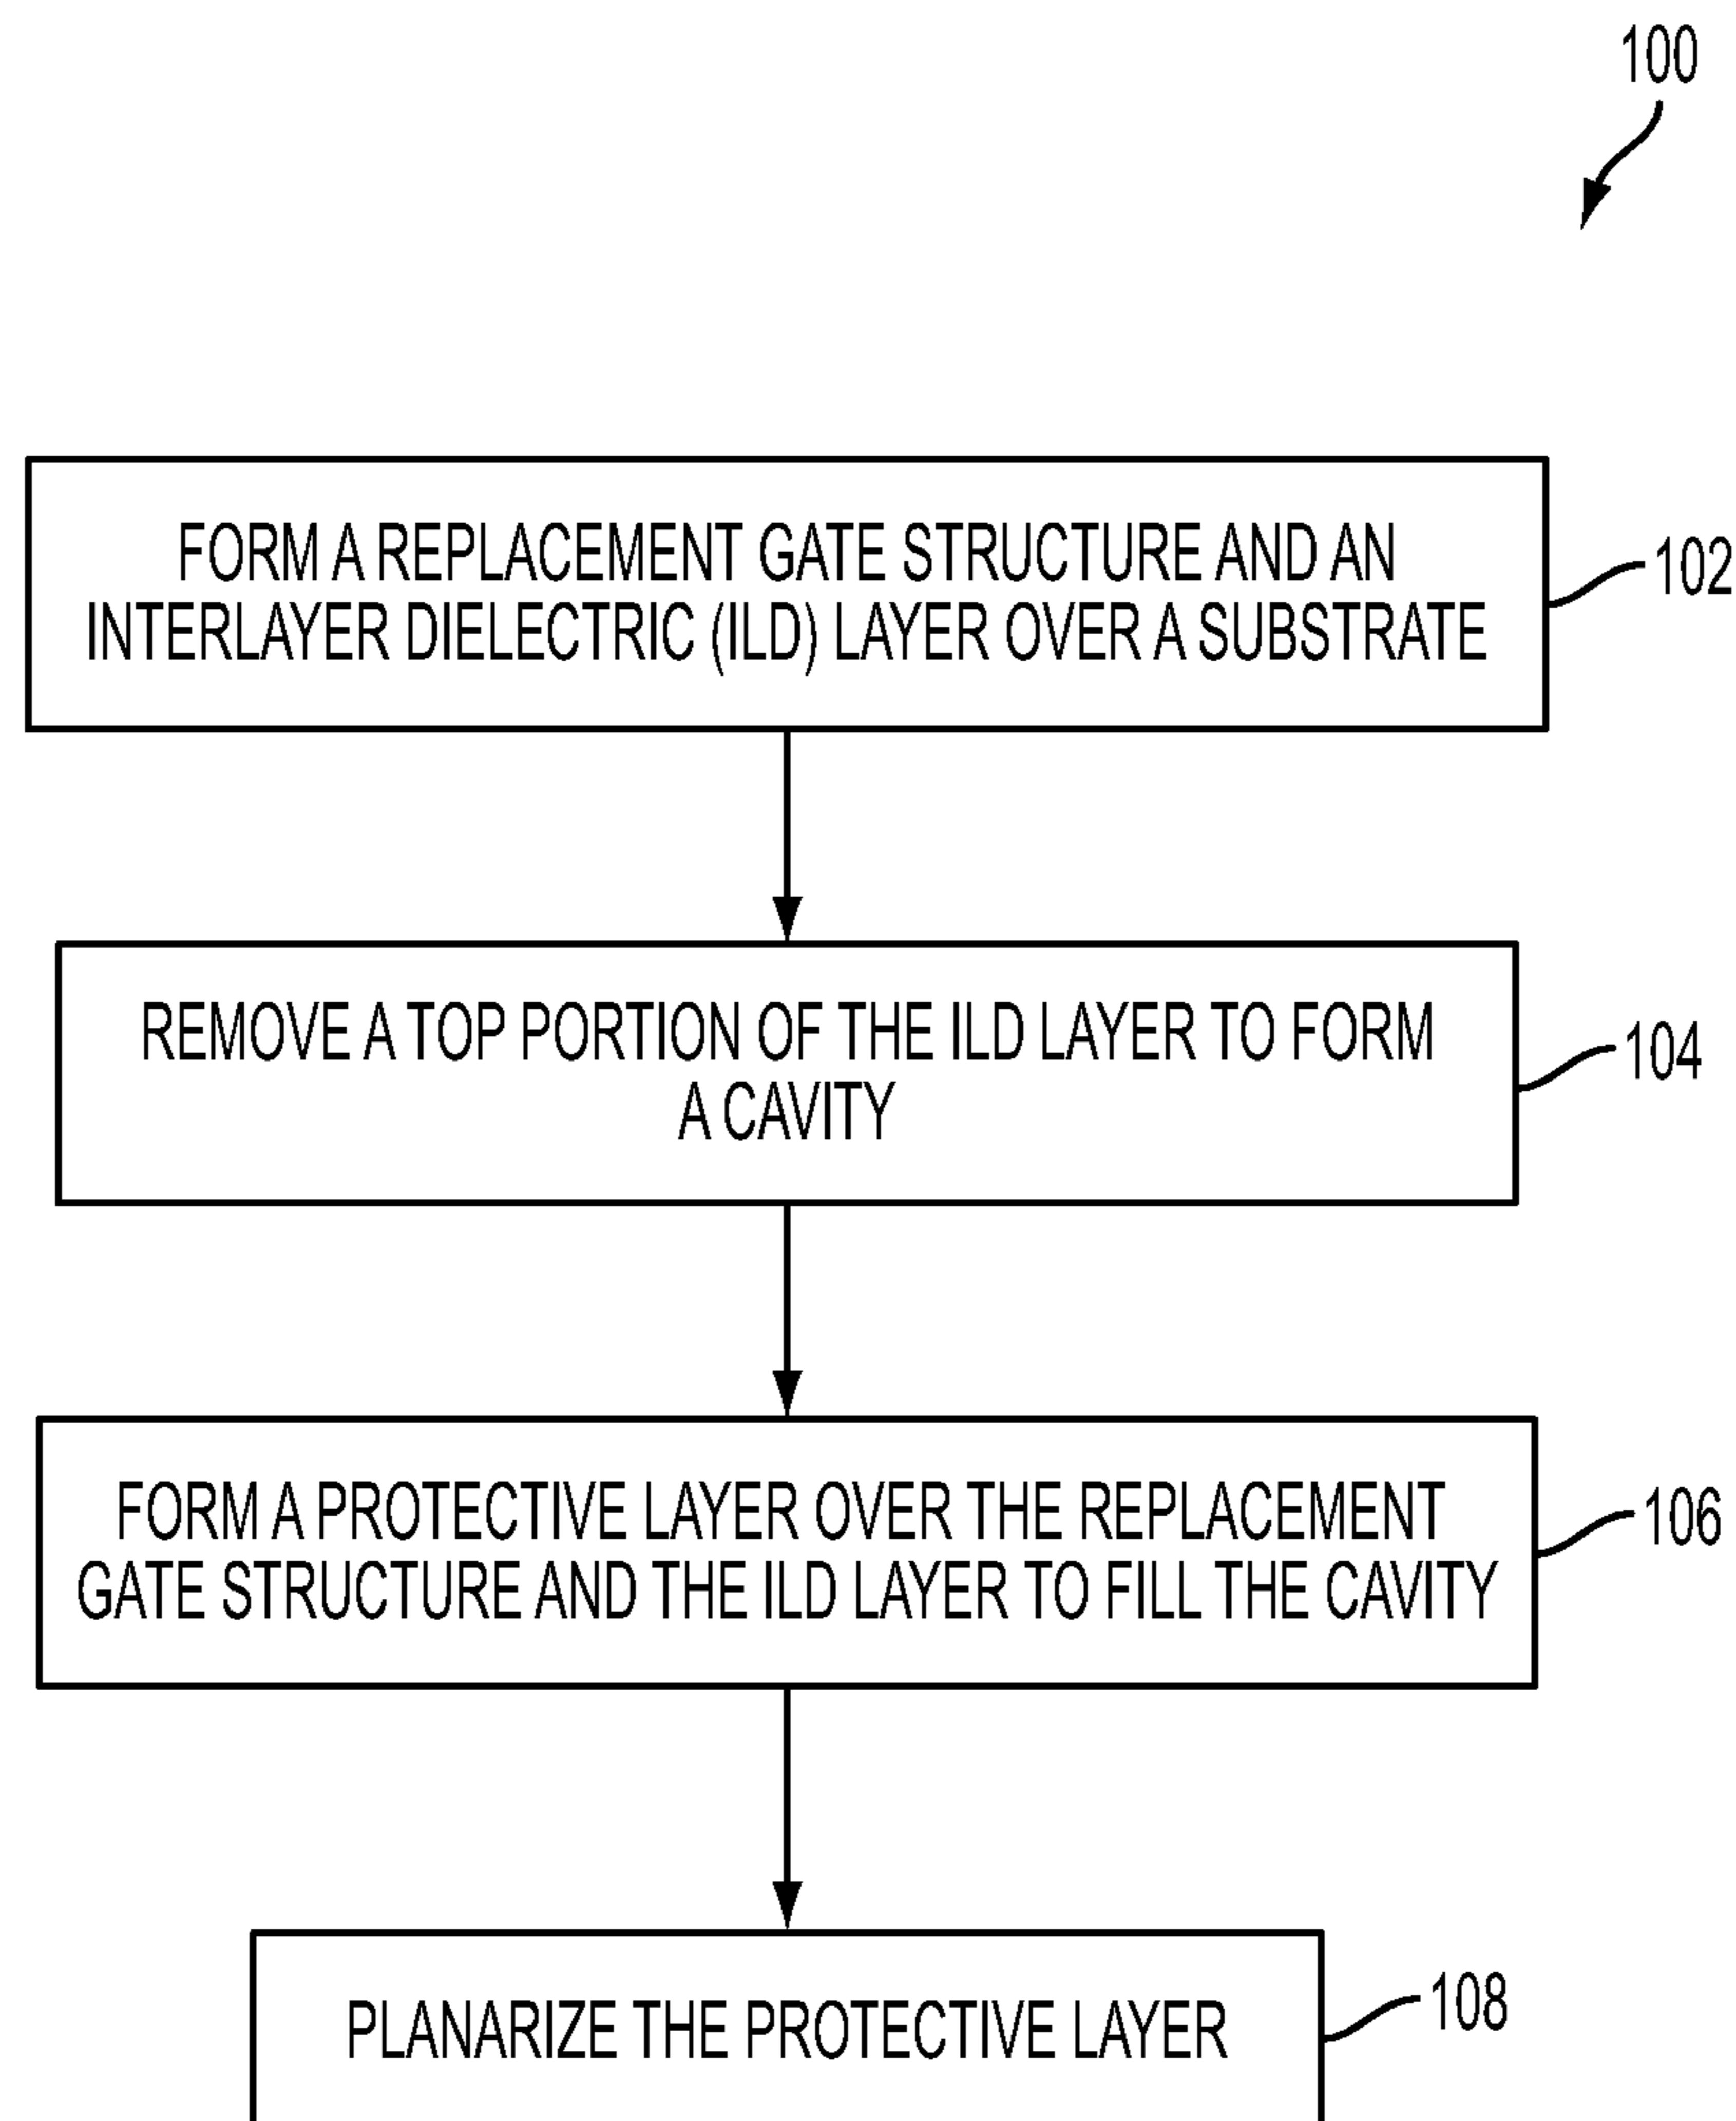 100
FORM A REPLACEMENT GATE STRUCTURE AND AN
INTERLAYER DIELECTRIC (ILD) LAYER OVER A SUBSTRATE
102
REMOVE A TOP PORTION OF THE ILD LAYER TO FORM
A CAVITY
104
FORM A PROTECTIVE LAYER OVER THE REPLACEMENT
GATE STRUCTURE AND THE ILD LAYER TO FILL THE CAVITY
106
PLANARIZE THE PROTECTIVE LAYER
108